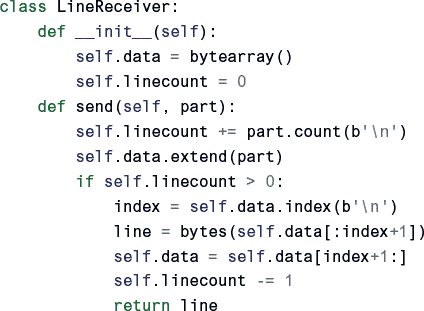 class LineReceiver:
    def __init__(self):
        self.data = bytearray()
        self.linecount = 0
    def send(self, part):
        self.linecount += part.count(b'\n')
        self.data.extend(part)
        if self.linecount > 0:
            index = self.data.index(b'\n')
            line = bytes(self.data[:index+1])
            self.data = self.data[index+1:]
            self.linecount -= 1
            return line